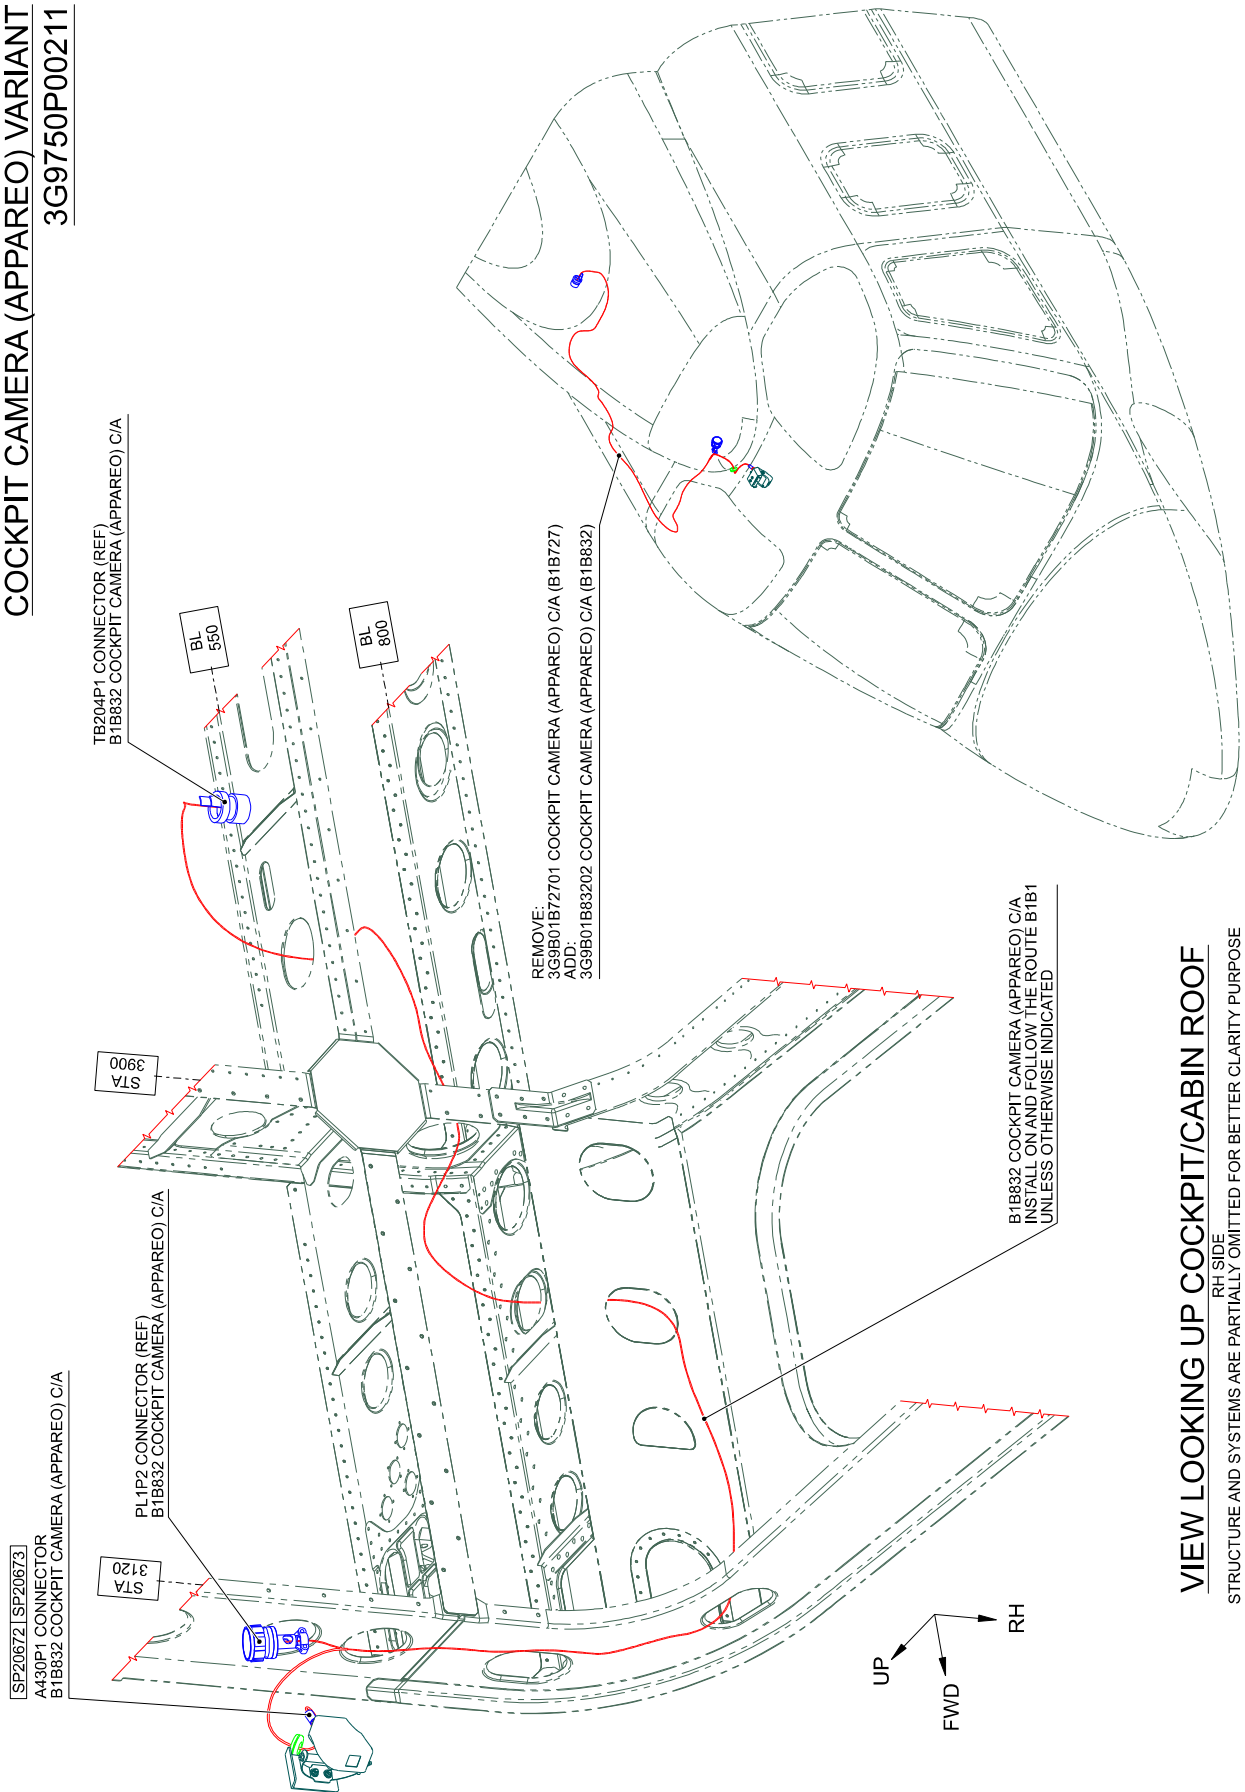 COCKPIT CAMERA (APPAREO) VARIANT
3G9750P00211
TB204P1 CONNECTOR (REF)
B1B832 COCKPIT CAMERA (APPAREO) C/A
BL
550
BL
800
STA
3900
PL1P2 CONNECTOR (REF)
B1B832 COCKPIT CAMERA (APPAREO) C/A
STA
3120
SP20672 SP20673
A430P1 CONNECTOR
B1B832 COCKPIT CAMERA (APPAREO) C/A
REMOVE:
3G9B01B72701 COCKPIT CAMERA (APPAREO) C/A (B1B727)
ADD:
3G9B01B83202 COCKPIT CAMERA (APPAREO) C/A (B1B832)
B1B832 COCKPIT CAMERA (APPAREO) C/A
INSTALL ON AND FOLLOW THE ROUTE B1B1
UNLESS OTHERWISE INDICATED
UP
FWD
RH
VIEW LOOKING UP COCKPIT/CABIN ROOF
RH SIDE
STRUCTURE AND SYSTEMS ARE PARTIALLY OMITTED FOR BETTER CLARITY PURPOSE